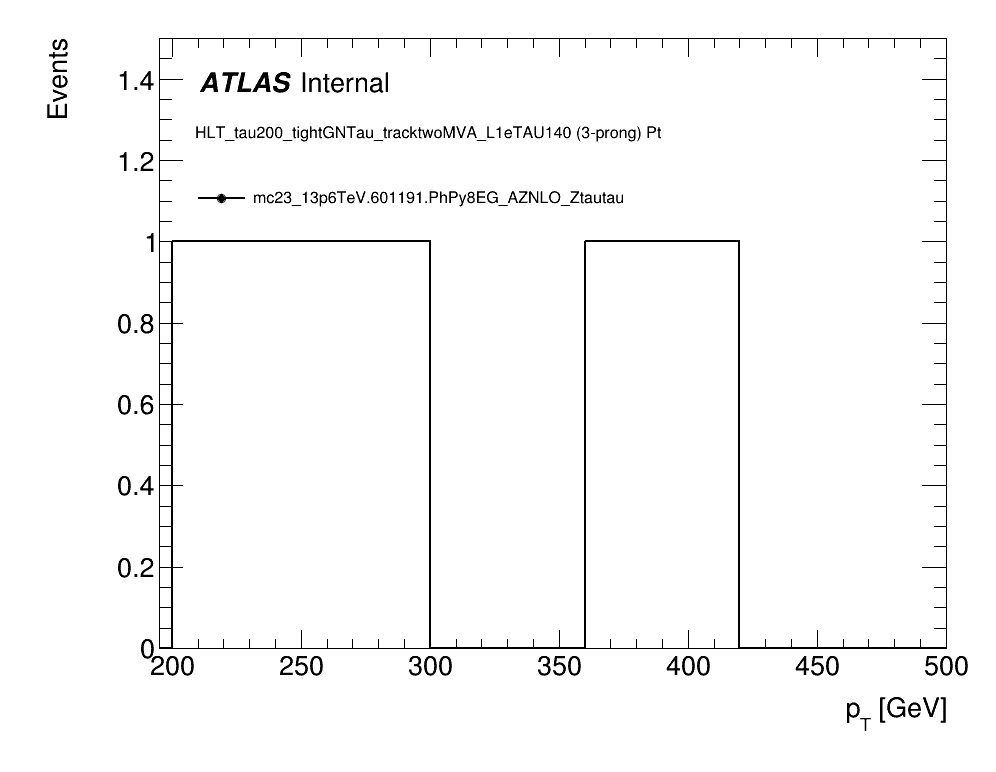 Events
ATLAS Internal
HLT_tau200_tightGNTau_tracktwoMVA_L1eTAU140 (3-prong) Pt
mc23_13p6TeV.601191.PhPy8EG_AZNLO_Ztautau
1.4
1.2
1
0.8
0.6
0.4
0.2
0
200 250 300 350 400 450 500
p_T [GeV]